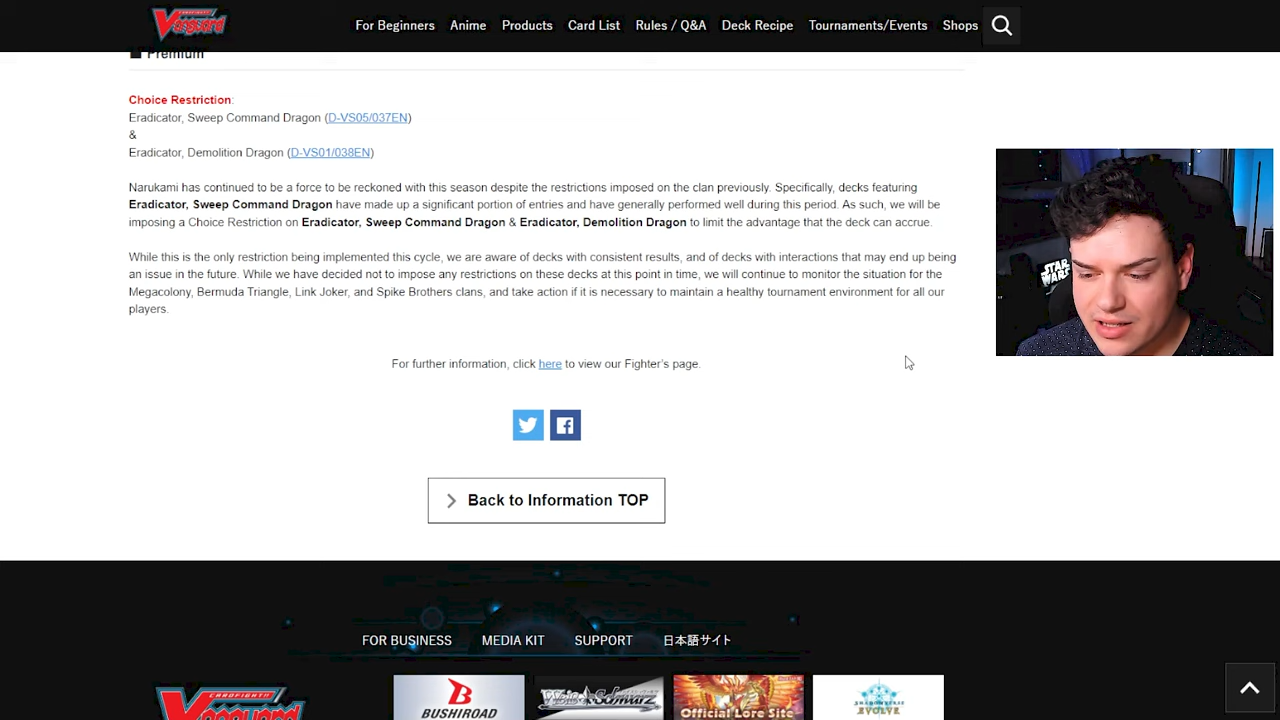 CARDFIGHT!! Vanguard
For Beginners Anime Products Card List Rules / Q&A Deck Recipe Tournaments/Events Shops
Premium
Choice Restriction:
Eradicator, Sweep Command Dragon (D-VS05/037EN)
&
Eradicator, Demolition Dragon (D-VS01/038EN)
Narukami has continued to be a force to be reckoned with this season despite the restrictions imposed on the clan previously. Specifically, decks featuring
Eradicator, Sweep Command Dragon have made up a significant portion of entries and have generally performed well during this period. As such, we will be
imposing a Choice Restriction on Eradicator, Sweep Command Dragon & Eradicator, Demolition Dragon to limit the advantage that the deck can accrue.
While this is the only restriction being implemented this cycle, we are aware of decks with consistent results, and of decks with interactions that may end up being
an issue in the future. While we have decided not to impose any restrictions on these decks at this point in time, we will continue to monitor the situation for the
Megacolony, Bermuda Triangle, Link Joker, and Spike Brothers clans, and take action if it is necessary to maintain a healthy tournament environment for all our
players.
STAR
WARS
For further information, click here to view our Fighter's page.
Back to Information TOP
FOR BUSINESS MEDIA KIT SUPPORT 日本語サイト
CARDFIGHT!!
Vanguard
BUSHIROAD
Weiß Schwarz
Official Lore Site
SHADOWVERSE
EVOLVE